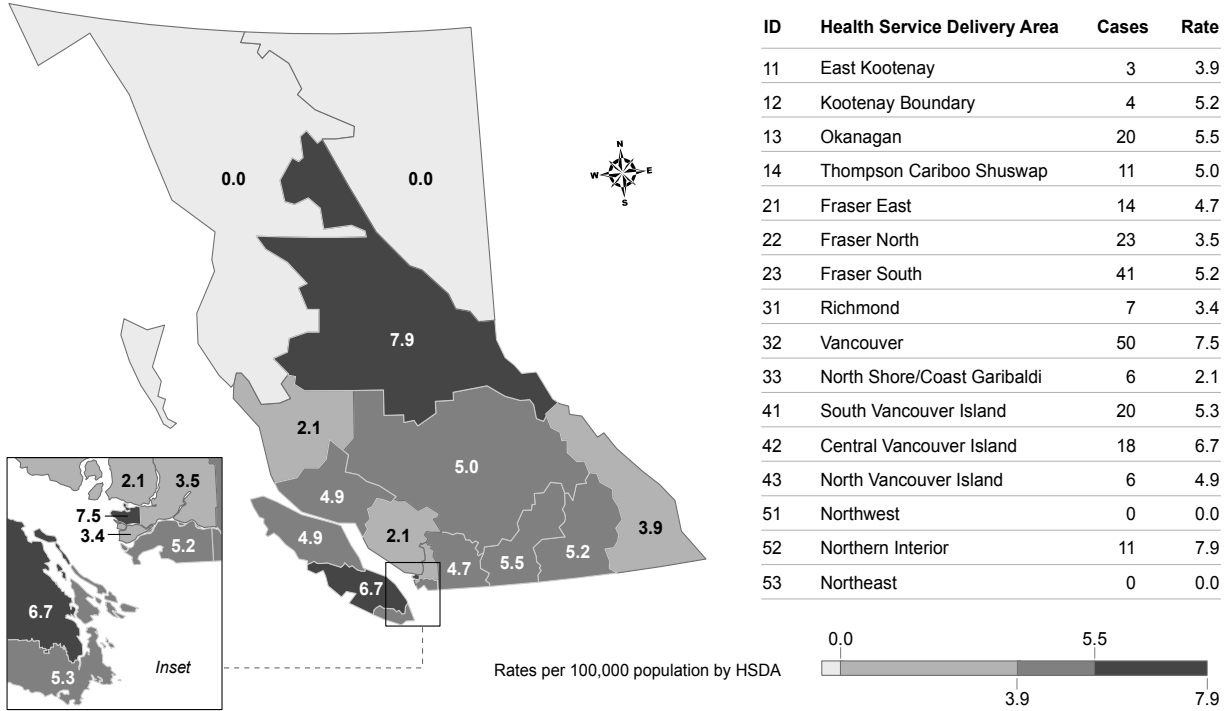 0.0
0.0
7.9
2.1
5.0
4.9
2.1
3.9
4.9
4.7
5.5
5.2
6.7
N
W
E
S
2.1
3.5
7.5
3.4
5.2
6.7
5.3
Inset
ID Health Service Delivery Area Cases Rate
11 East Kootenay 3 3.9
12 Kootenay Boundary 4 5.2
13 Okanagan 20 5.5
14 Thompson Cariboo Shuswap 11 5.0
21 Fraser East 14 4.7
22 Fraser North 23 3.5
23 Fraser South 41 5.2
31 Richmond 7 3.4
32 Vancouver 50 7.5
33 North Shore/Coast Garibaldi 6 2.1
41 South Vancouver Island 20 5.3
42 Central Vancouver Island 18 6.7
43 North Vancouver Island 6 4.9
51 Northwest 0 0.0
52 Northern Interior 11 7.9
53 Northeast 0 0.0
Rates per 100,000 population by HSDA
0.0 5.5
3.9 7.9